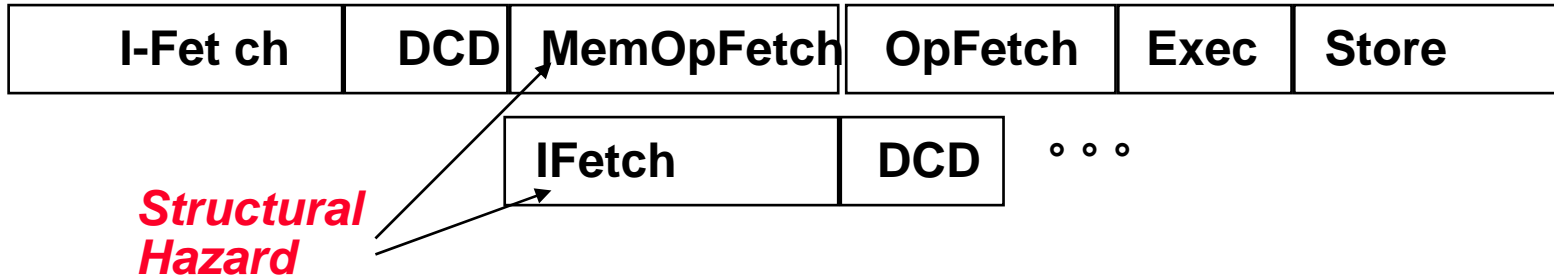 I-Fet ch DCD MemOpFetch OpFetch Exec Store
IFetch DCD ° ° °
Structural
Hazard